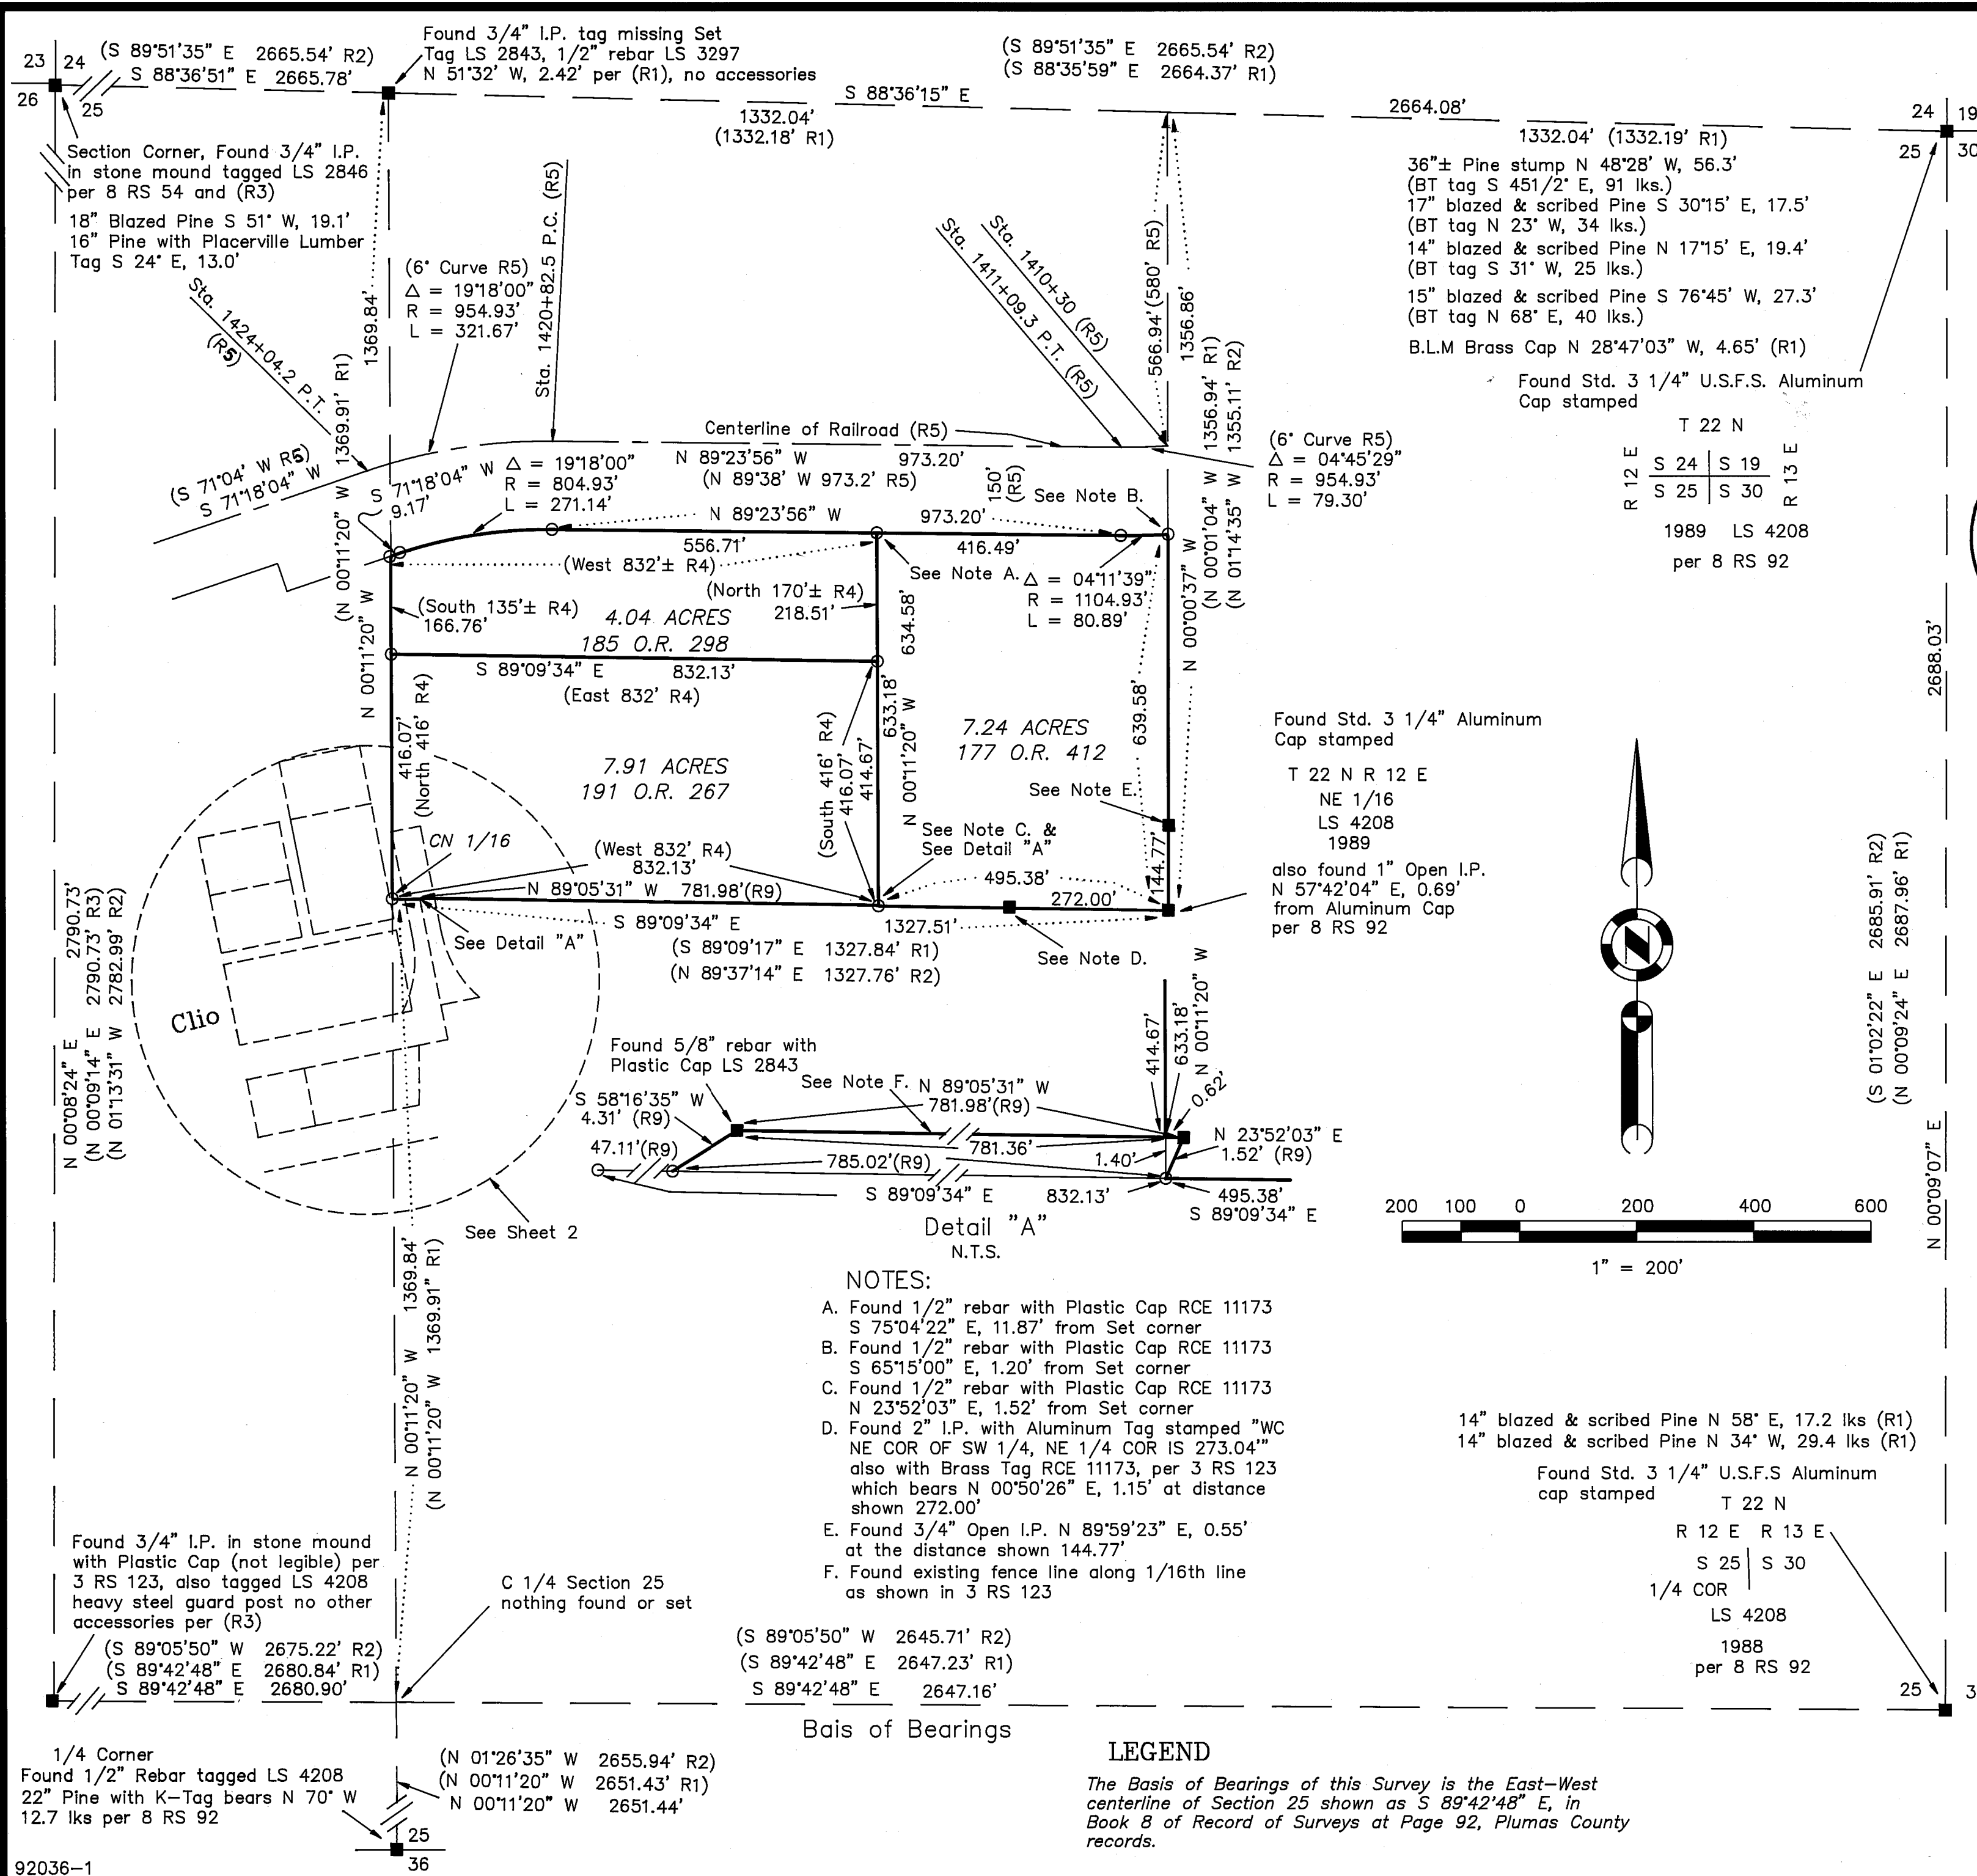 23 24
26 25
(S 89°51'35" E 2665.54' R2)
S 88°36'51" E 2665.78'
Found 3/4" I.P. tag missing Set
Tag LS 2843, 1/2" rebar LS 3297
N 51°32' W, 2.42' per (R1), no accessories
(S 89°51'35" E 2665.54' R2)
(S 88°35'59" E 2664.37' R1)
S 88°36'15" E
2664.08'
1332.04'
(1332.18' R1)
1332.04' (1332.19' R1)
24 19
25 30
Section Corner, Found 3/4" I.P.
in stone mound tagged LS 2846
per 8 RS 54 and (R3)
18" Blazed Pine S 51° W, 19.1'
16" Pine with Placerville Lumber
Tag S 24° E, 13.0'
36"± Pine stump N 48°28' W, 56.3'
(BT tag S 451/2° E, 91 lks.)
17" blazed & scribed Pine S 30°15' E, 17.5'
(BT tag N 23° W, 34 lks.)
14" blazed & scribed Pine N 17°15' E, 19.4'
(BT tag S 31° W, 25 lks.)
15" blazed & scribed Pine S 76°45' W, 27.3'
(BT tag N 68° E, 40 lks.)
B.L.M Brass Cap N 28°47'03" W, 4.65' (R1)
Found Std. 3 1/4" U.S.F.S. Aluminum
Cap stamped
T 22 N
R 12 E
S 24 S 19
S 25 S 30
R 13 E
1989 LS 4208
per 8 RS 92
Sta. 1424+04.2 P.T.
(R5)
(6° Curve R5)
Δ = 19°18'00"
R = 954.93'
L = 321.67'
Sta. 1420+82.5 P.C. (R5)
Sta. 1411+09.3 P.T. (R5)
Sta. 1410+30 (R5)
1369.84'
(N 00°11'20" W 1369.91' R1)
566.94'(580' R5)
1356.86'
(N 00°01'04" W 1356.94' R1)
(N 01°14'35" W 1355.11' R2)
N 00°00'37" W
Centerline of Railroad (R5)
N 89°23'56" W 973.20'
(N 89°38' W 973.2' R5)
(6° Curve R5)
Δ = 04°45'29"
R = 954.93'
L = 79.30'
(S 71°04' W R5)
S 71°18'04" W
S 71°18'04" W
9.17'
Δ = 19°18'00"
R = 804.93'
L = 271.14'
150'
(R5)
See Note B.
N 89°23'56" W 973.20'
556.71'
416.49'
(West 832'± R4)
See Note A.
Δ = 04°11'39"
R = 1104.93'
L = 80.89'
(South 135'± R4)
166.76'
(North 170'± R4)
218.51'
634.58'
4.04 ACRES
185 O.R. 298
N 00°11'20" W
S 89°09'34" E 832.13'
(East 832' R4)
416.07'
(North 416' R4)
7.91 ACRES
191 O.R. 267
(South 416' R4)
416.07'
414.67'
633.18'
N 00°11'20" W
7.24 ACRES
177 O.R. 412
639.58'
See Note E.
144.77'
Found Std. 3 1/4" Aluminum
Cap stamped
T 22 N R 12 E
NE 1/16
LS 4208
1989
also found 1" Open I.P.
N 57°42'04" E, 0.69'
from Aluminum Cap
per 8 RS 92
2688.03'
(S 01°02'22" E 2685.91' R2)
(N 00°09'24" E 2687.96' R1)
N 00°09'07" E
CN 1/16
(West 832' R4)
832.13'
See Note C. &
See Detail "A"
495.38'
N 89°05'31" W 781.98'(R9)
272.00'
S 89°09'34" E
1327.51'
See Detail "A"
(S 89°09'17" E 1327.84' R1)
(N 89°37'14" E 1327.76' R2)
See Note D.
Clio
N 00°08'24" E 2790.73'
(N 00°09'14" E 2790.73' R3)
(N 01°13'31" W 2782.99' R2)
See Sheet 2
Found 5/8" rebar with
Plastic Cap LS 2843
See Note F.
N 89°05'31" W
781.98'(R9)
414.67'
633.18'
N 00°11'20" W
0.62'
S 58°16'35" W
4.31' (R9)
47.11'(R9)
785.02'(R9)
781.36'
1.40'
N 23°52'03" E
1.52' (R9)
S 89°09'34" E 832.13'
495.38'
S 89°09'34" E
Detail "A"
N.T.S.
N
200 100 0 200 400 600
1" = 200'
N 00°11'20" W 1369.84'
(N 00°11'20" W 1369.91' R1)
NOTES:
A. Found 1/2" rebar with Plastic Cap RCE 11173
S 75°04'22" E, 11.87' from Set corner
B. Found 1/2" rebar with Plastic Cap RCE 11173
S 65°15'00" E, 1.20' from Set corner
C. Found 1/2" rebar with Plastic Cap RCE 11173
N 23°52'03" E, 1.52' from Set corner
D. Found 2" I.P. with Aluminum Tag stamped "WC
NE COR OF SW 1/4, NE 1/4 COR IS 273.04'"
also with Brass Tag RCE 11173, per 3 RS 123
which bears N 00°50'26" E, 1.15' at distance
shown 272.00'
E. Found 3/4" Open I.P. N 89°59'23" E, 0.55'
at the distance shown 144.77'
F. Found existing fence line along 1/16th line
as shown in 3 RS 123
14" blazed & scribed Pine N 58° E, 17.2 lks (R1)
14" blazed & scribed Pine N 34° W, 29.4 lks (R1)
Found Std. 3 1/4" U.S.F.S Aluminum
cap stamped
T 22 N
R 12 E R 13 E
S 25 S 30
1/4 COR
LS 4208
1988
per 8 RS 92
Found 3/4" I.P. in stone mound
with Plastic Cap (not legible) per
3 RS 123, also tagged LS 4208
heavy steel guard post no other
accessories per (R3)
(S 89°05'50" W 2675.22' R2)
(S 89°42'48" E 2680.84' R1)
S 89°42'48" E 2680.90'
C 1/4 Section 25
nothing found or set
(S 89°05'50" W 2645.71' R2)
(S 89°42'48" E 2647.23' R1)
S 89°42'48" E 2647.16'
25 3
Bais of Bearings
1/4 Corner
Found 1/2" Rebar tagged LS 4208
22" Pine with K-Tag bears N 70° W
12.7 lks per 8 RS 92
(N 01°26'35" W 2655.94' R2)
(N 00°11'20" W 2651.43' R1)
N 00°11'20" W 2651.44'
25
36
LEGEND
The Basis of Bearings of this Survey is the East-West
centerline of Section 25 shown as S 89°42'48" E, in
Book 8 of Record of Surveys at Page 92, Plumas County
records.
92036-1